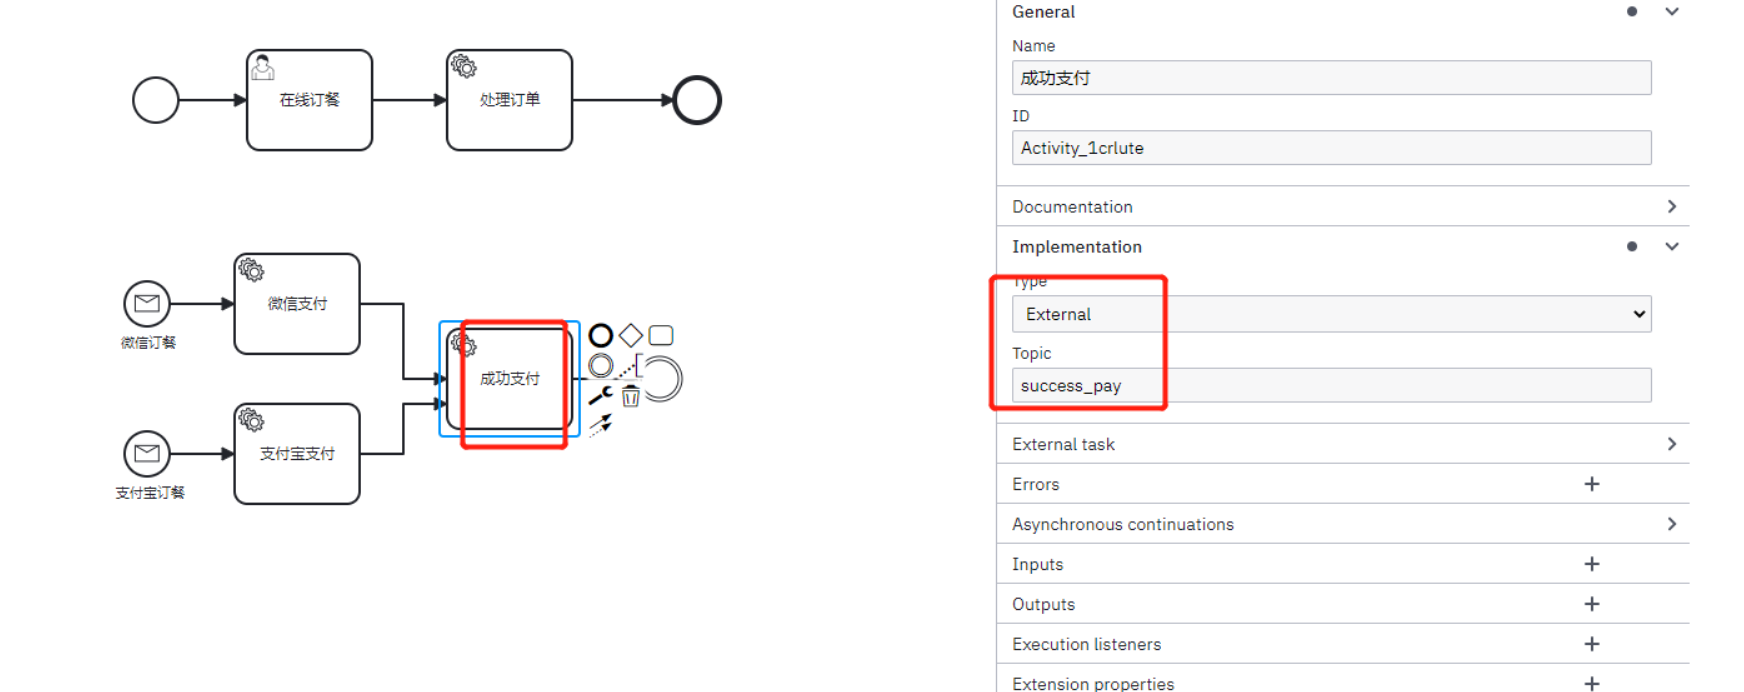 在线订餐
处理订单
微信支付
微信订餐
成功支付
支付宝支付
支付宝订餐
General
Name
成功支付
ID
Activity_1crlute
Documentation
Implementation
Type
External
Topic
success_pay
External task
Errors
Asynchronous continuations
Inputs
Outputs
Execution listeners
Extension properties